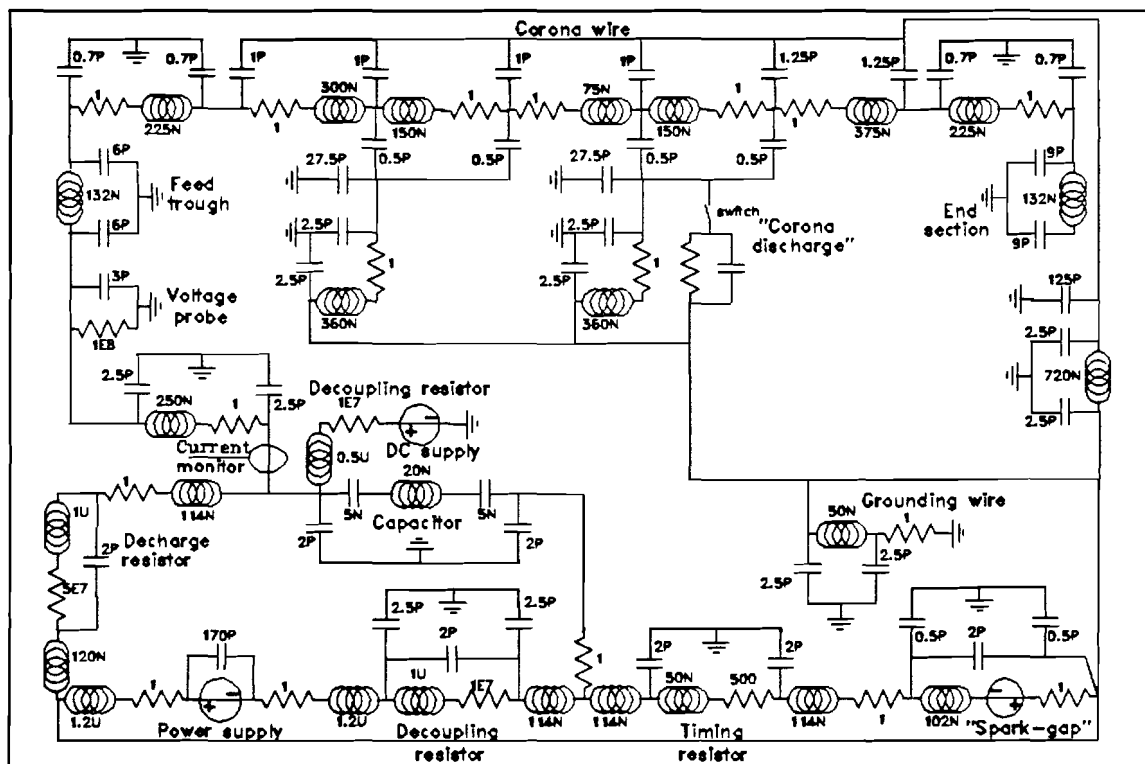 Corona wire
0.7P 0.7P 1P 1P 1P 1P 1.25P 1.25P 0.7P 0.7P
1 225N 1 300N 150N 1 1 75N 150N 1 1 375N 225N 1
0.5P 0.5P 0.5P 0.5P
6P 27.5P 27.5P 9P
132N Feed
trough
switch
"Corona
discharge"
End
section
132N
6P 2.5P 2.5P 9P
2.5P 1 2.5P 1
3P Voltage
probe
360N 360N
1E8
125P
2.5P
720N
2.5P
2.5P 2.5P
250N 1
Decoupling resistor
1E7
DC supply
Current
monitor
0.5U
20N
1 114N
5N Capacitor 5N
2P 2P
1U
Decharge
resistor
2P
5E7
Grounding wire
50N 1
2.5P 2.5P
120N
170P
2.5P 2.5P
2P
1
2P 2P
0.5P 2P 0.5P
1.2U 1 1 1.2U 1U 1E7 114N 114N 50N 500 114N 1 102N 1
Power supply
Decoupling
resistor
Timing
resistor
"Spark-gap"